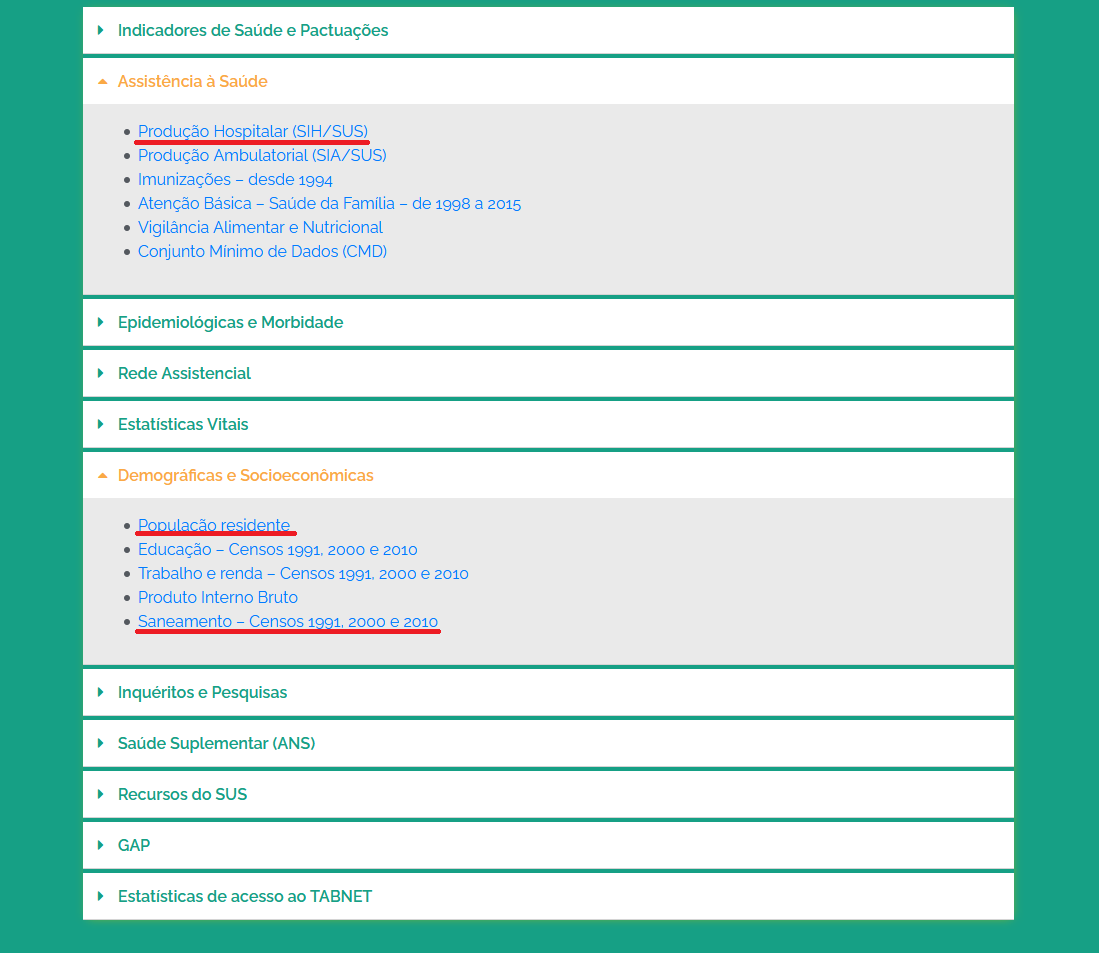 Indicadores de Saúde e Pactuações
Assistência à Saúde
Produção Hospitalar (SIH/SUS)
Produção Ambulatorial (SIA/SUS)
Imunizações – desde 1994
Atenção Básica – Saúde da Família – de 1998 a 2015
Vigilância Alimentar e Nutricional
Conjunto Mínimo de Dados (CMD)
Epidemiológicas e Morbidade
Rede Assistencial
Estatísticas Vitais
Demográficas e Socioeconômicas
População residente
Educação – Censos 1991, 2000 e 2010
Trabalho e renda – Censos 1991, 2000 e 2010
Produto Interno Bruto
Saneamento – Censos 1991, 2000 e 2010
Inquéritos e Pesquisas
Saúde Suplementar (ANS)
Recursos do SUS
GAP
Estatísticas de acesso ao TABNET